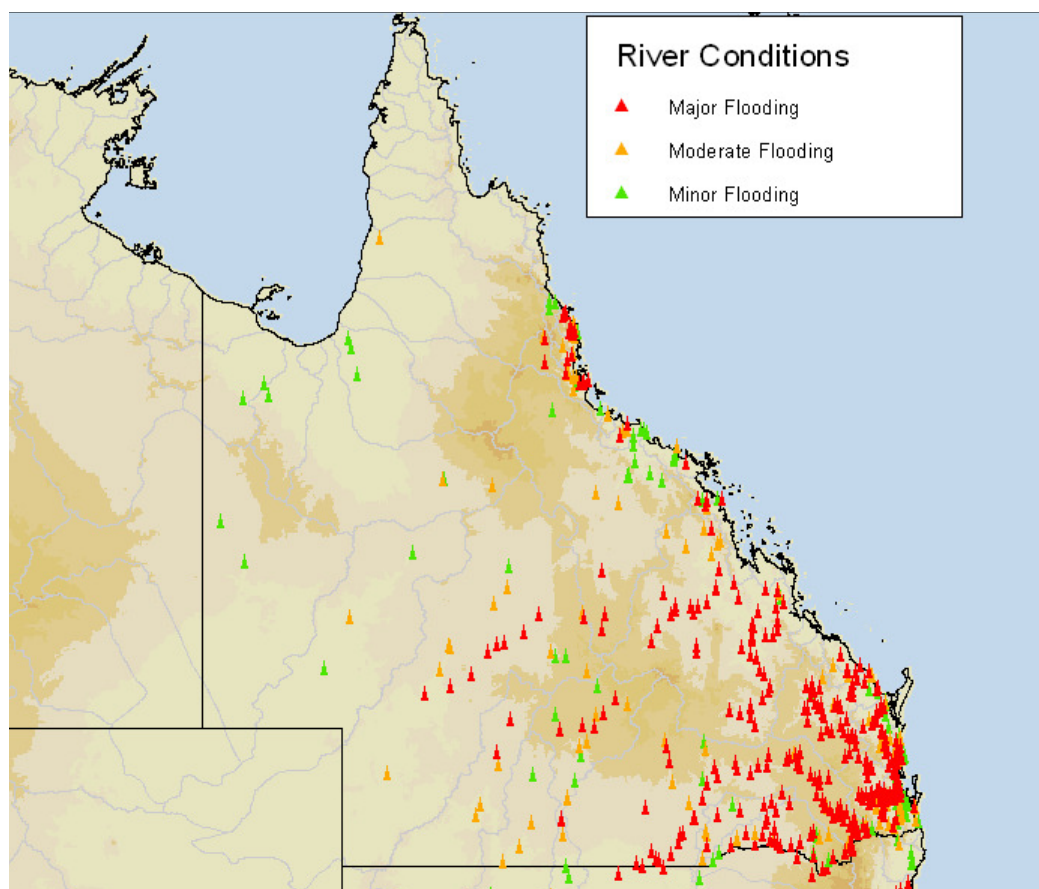 River Conditions
Major Flooding
Moderate Flooding
Minor Flooding